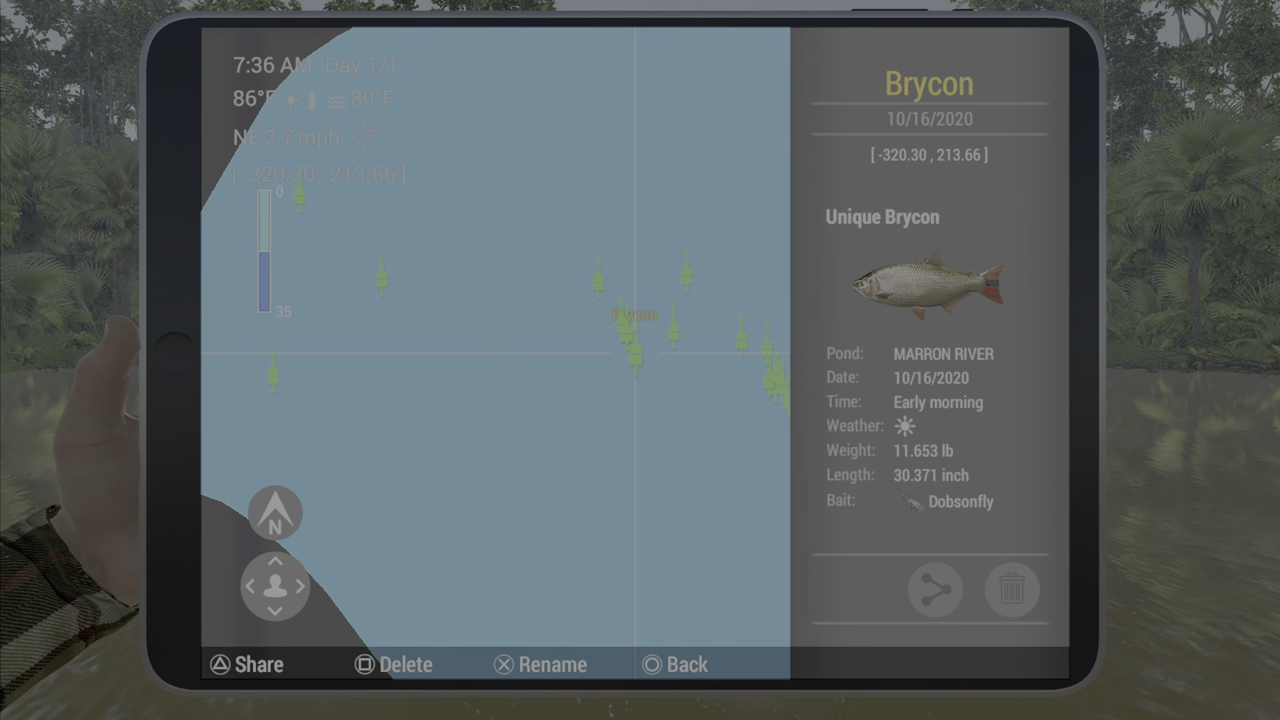 7:36 AM Day 1/1
86°F 80°F
NE 2.7 mph
[ -320.30 , 213.66 ]
0
35
Brycon
N
Brycon
10/16/2020
[ -320.30 , 213.66 ]
Unique Brycon
Pond: MARRON RIVER
Date: 10/16/2020
Time: Early morning
Weather:
Weight: 11.653 lb
Length: 30.371 inch
Bait: Dobsonfly
Share Delete Rename Back